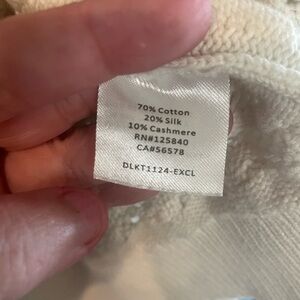 70% Cotton
20% Silk
10% Cashmere
RN#125840
CA#56578
DLKT1124-EXCL